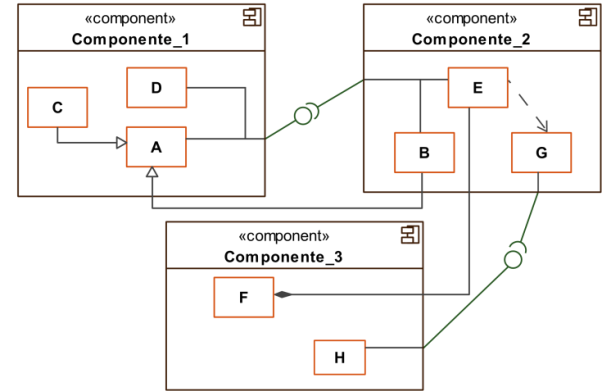 «component»
Componente_1
D
C
A
«component»
Componente_2
E
B
G
«component»
Componente_3
F
H